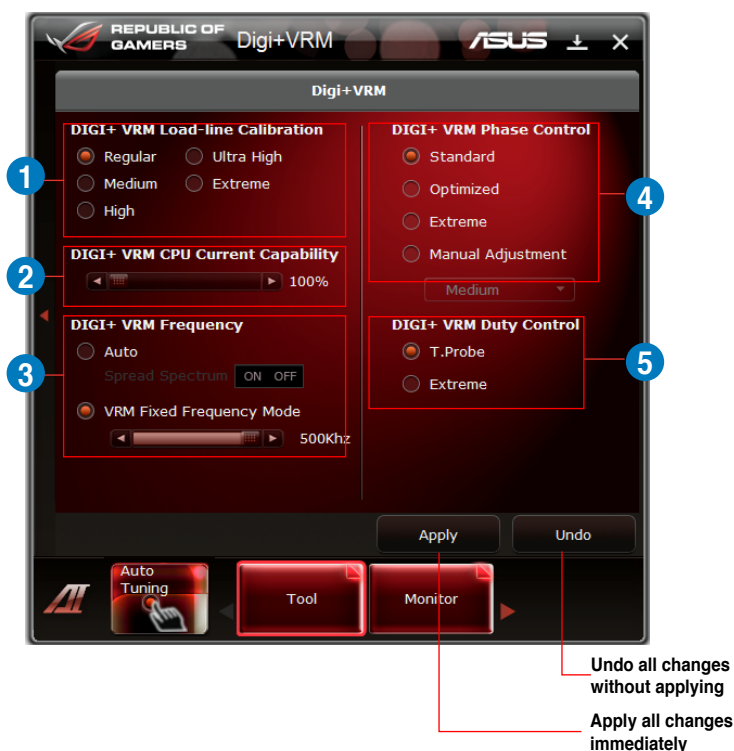 REPUBLIC OF
GAMERS
Digi+VRM
ASUS
Digi+VRM
DIGI+ VRM Load-line Calibration
Regular
Ultra High
Medium
Extreme
High
1
DIGI+ VRM CPU Current Capability
100%
2
DIGI+ VRM Frequency
Auto
Spread Spectrum ON OFF
VRM Fixed Frequency Mode
500Khz
3
DIGI+ VRM Phase Control
Standard
Optimized
Extreme
Manual Adjustment
Medium
4
DIGI+ VRM Duty Control
T.Probe
Extreme
5
Apply
Undo
Auto
Tuning
Tool
Monitor
Undo all changes
without applying
Apply all changes
immediately